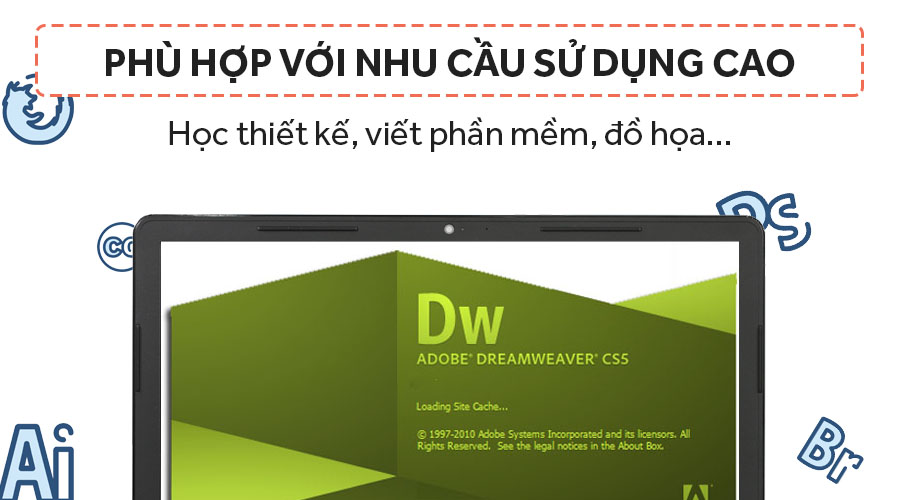 PHÙ HỢP VỚI NHU CẦU SỬ DỤNG CAO
Học thiết kế, viết phần mềm, đồ họa...
PS
CC
Dw
ADOBE® DREAMWEAVER® CS5
Loading Site Cache...
© 1997-2010 Adobe Systems Incorporated and its licensors. All
Rights Reserved. See the legal notices in the About Box.
Ai
Br